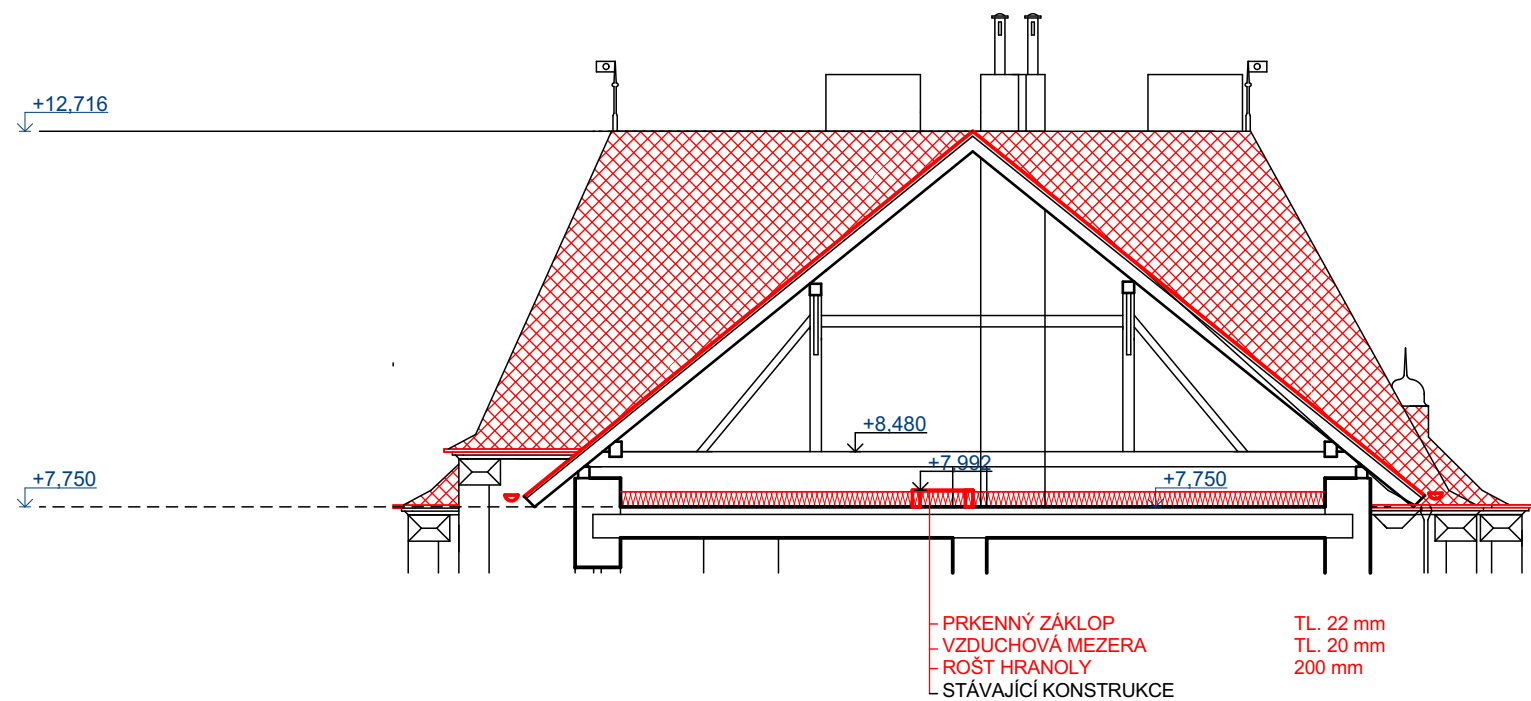 +12,716
+8,480
+7,992
+7,750
+7,750
PRKENNÝ ZÁKLOP TL. 22 mm
VZDUCHOVÁ MEZERA TL. 20 mm
ROŠT HRANOLY 200 mm
STÁVAJÍCÍ KONSTRUKCE